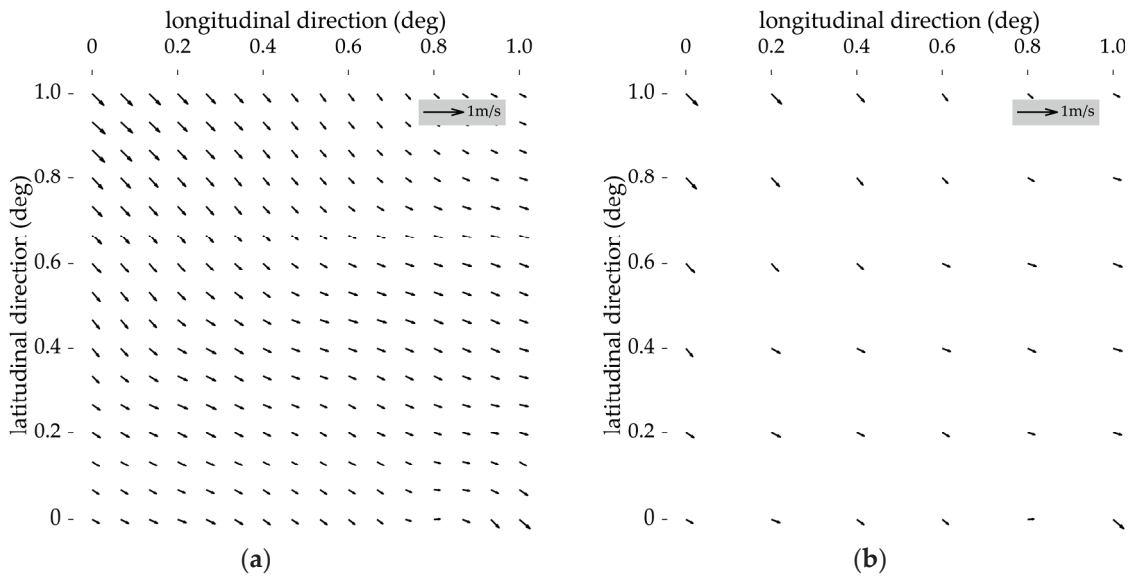 longitudinal direction (deg)
0 0.2 0.4 0.6 0.8 1.0
latitudinal direction (deg)
1.0
0.8
0.6
0.4
0.2
0
1m/s
(a)
longitudinal direction (deg)
0 0.2 0.4 0.6 0.8 1.0
latitudinal direction (deg)
1.0
0.8
0.6
0.4
0.2
0
1m/s
(b)